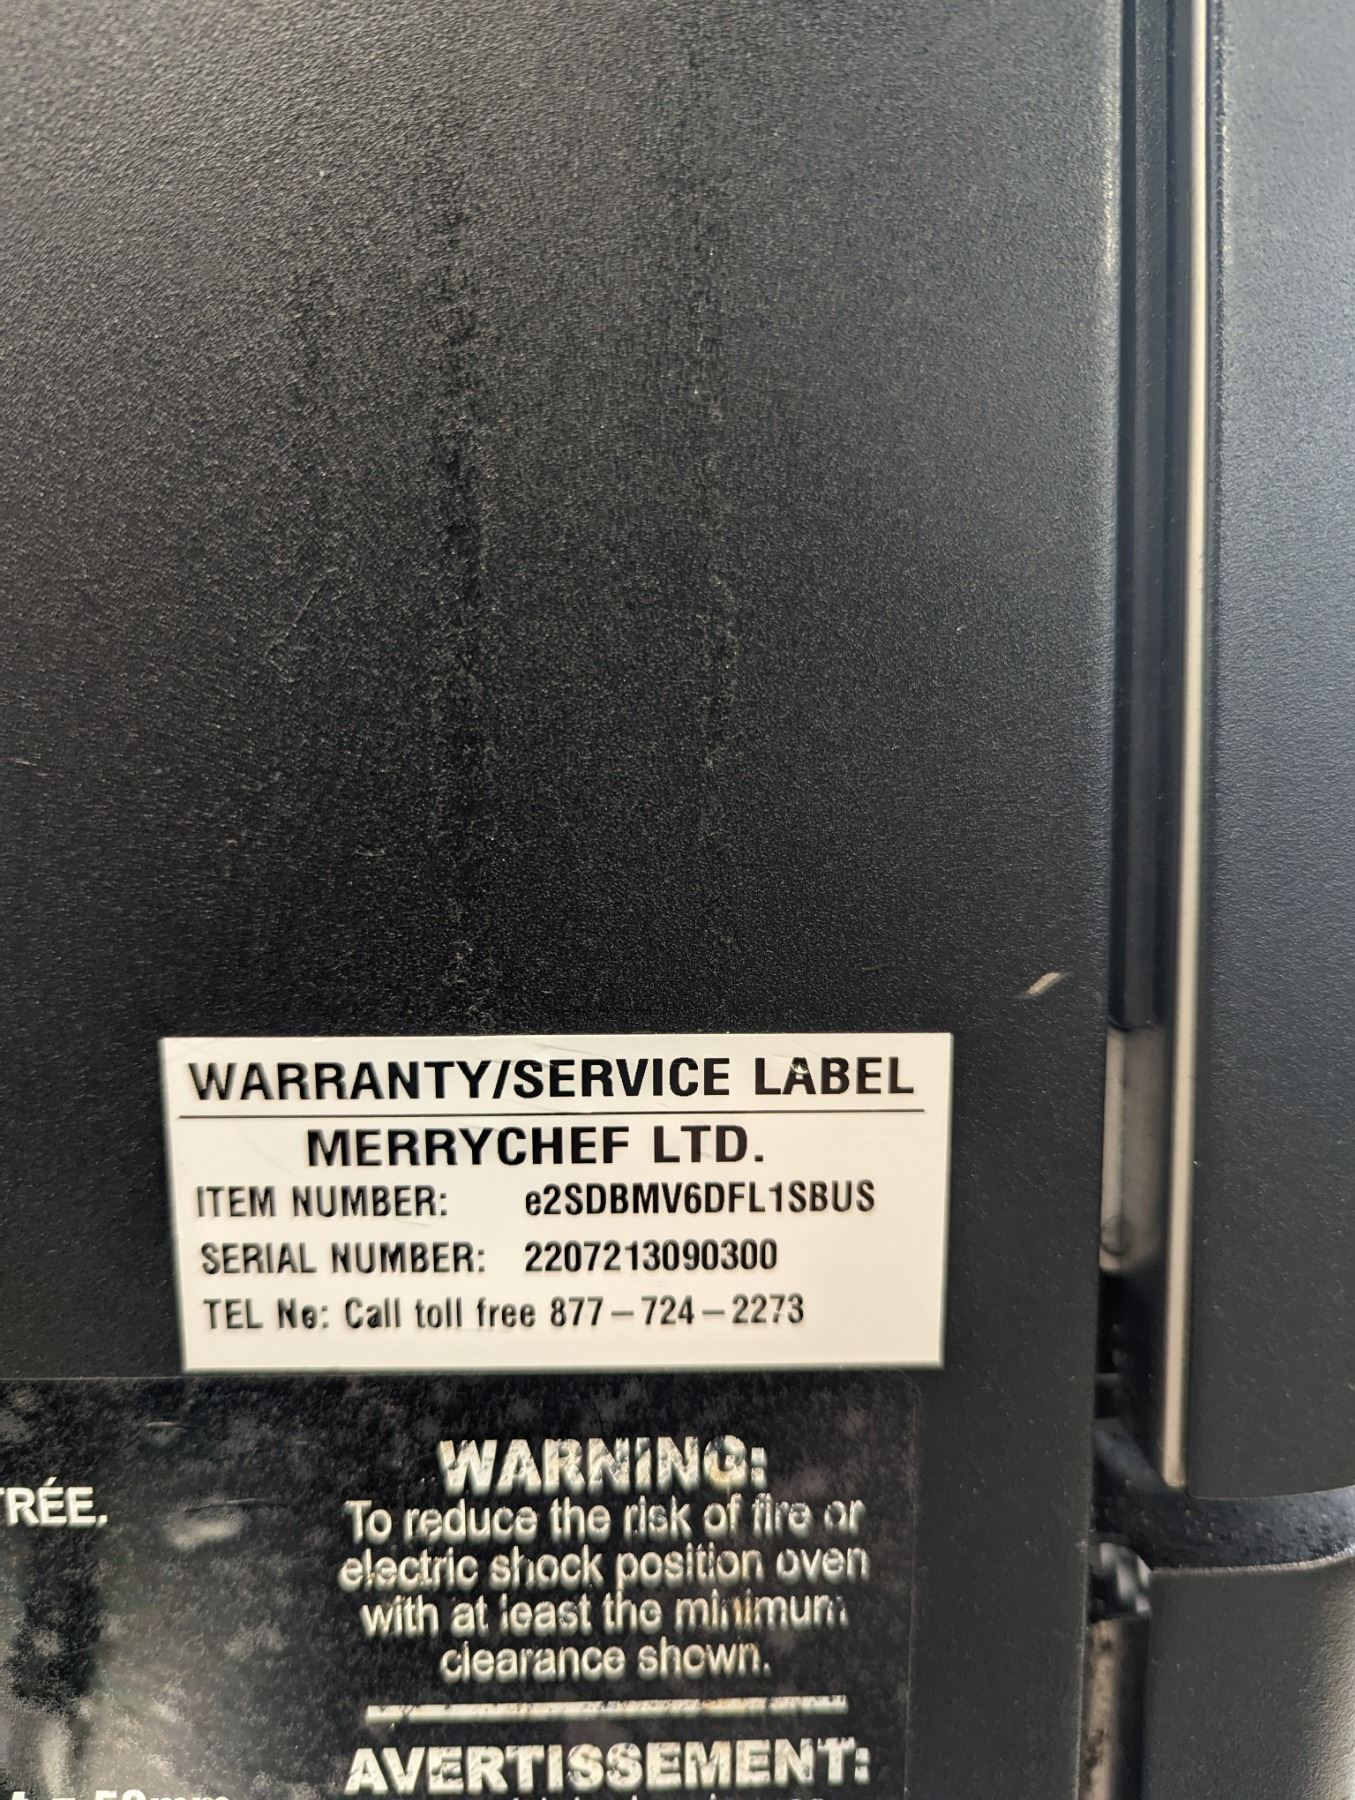 WARRANTY/SERVICE LABEL
MERRYCHEF LTD.
ITEM NUMBER: e2SDBMV6DFL1SBUS
SERIAL NUMBER: 2207213090300
TEL No: Call toll free 877-724-2273
TRÉE.
WARNING:
To reduce the risk of fire or
electric shock position oven
with at least the minimum
clearance shown.
AVERTISSEMENT: